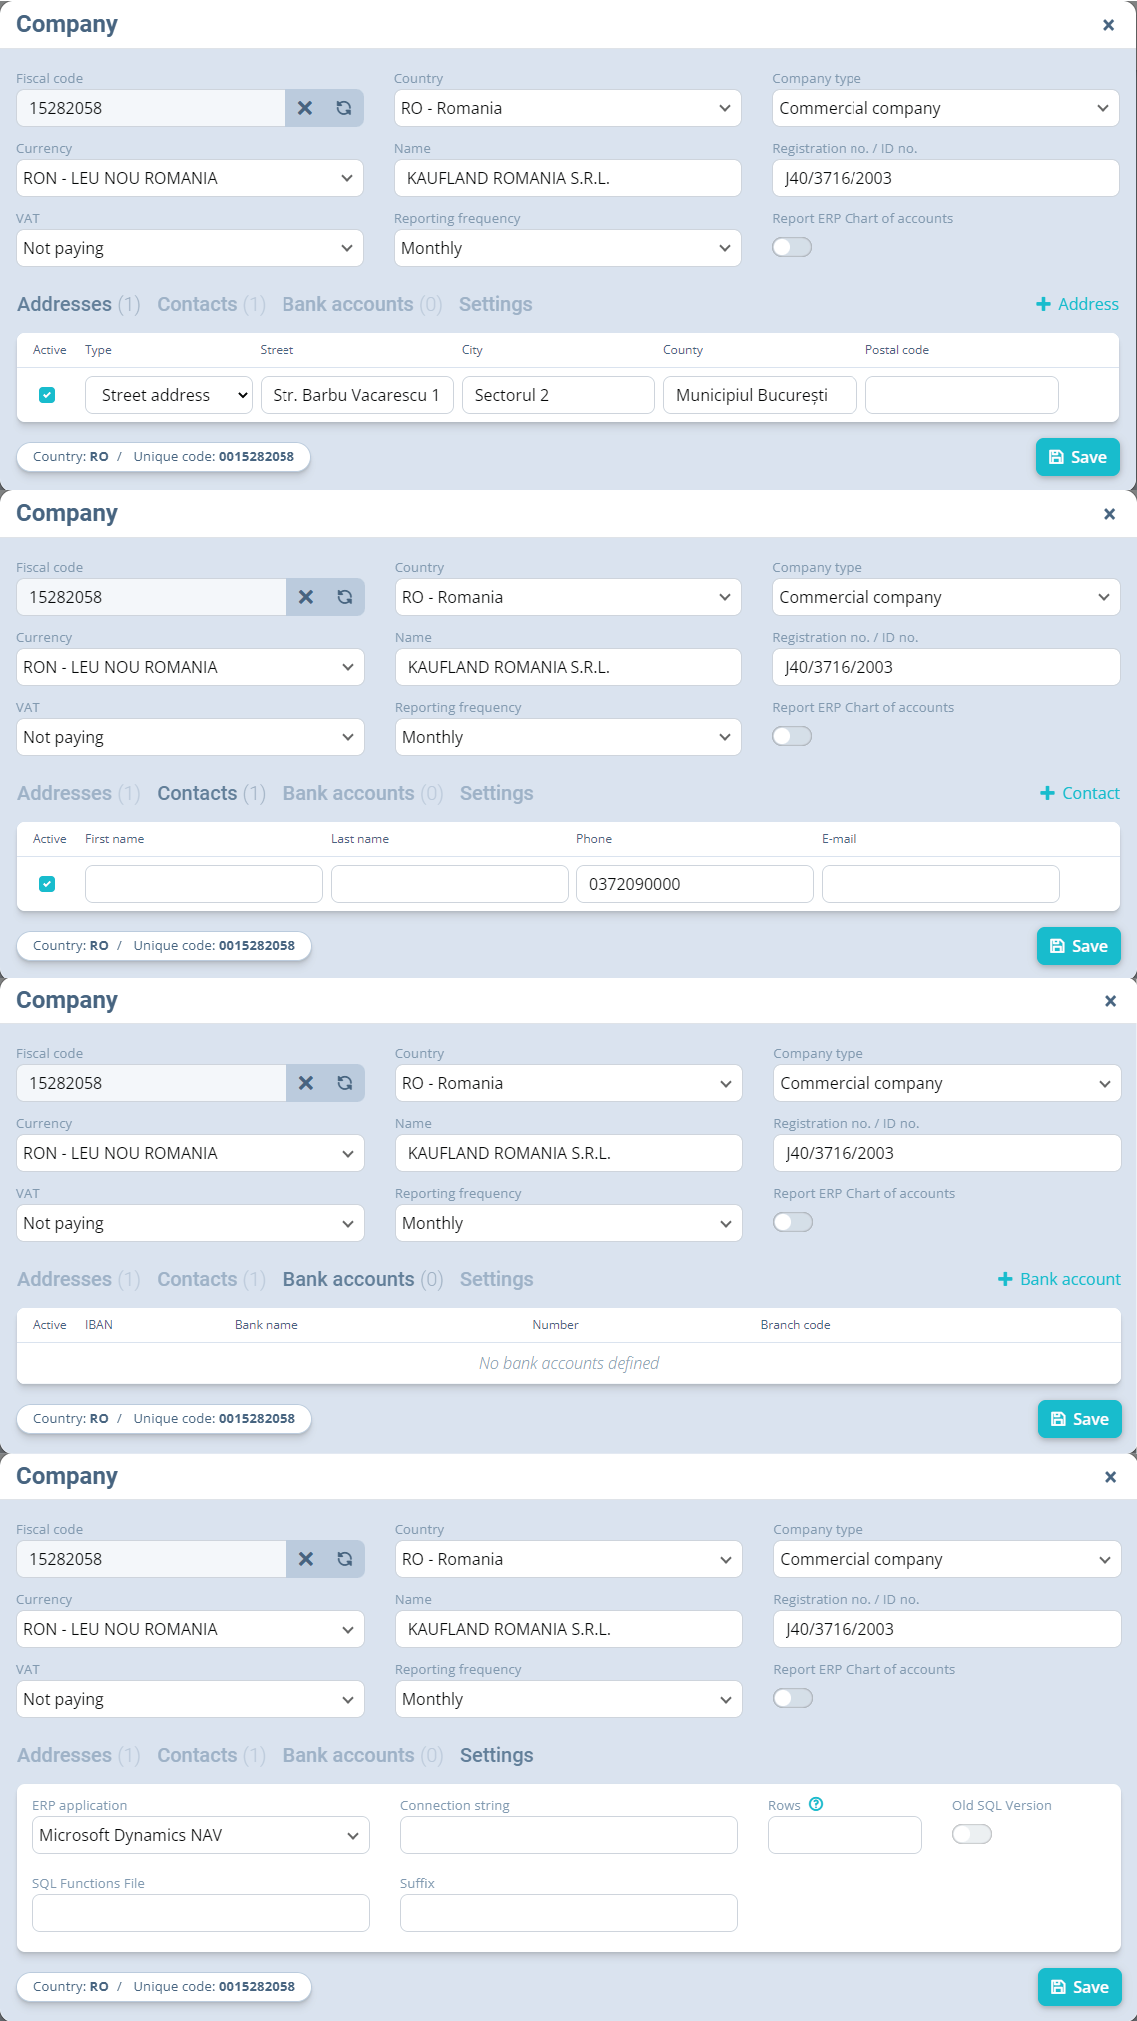 Company
Fiscal code Country Company type
15282058 RO - Romania Commercial company
Currency Name Registration no. / ID no.
RON - LEU NOU ROMANIA KAUFLAND ROMANIA S.R.L. J40/3716/2003
VAT Reporting frequency Report ERP Chart of accounts
Not paying Monthly
Addresses (1) Contacts (1) Bank accounts (0) Settings + Address
Active Type Street City County Postal code
Street address Str. Barbu Vacarescu 1 Sectorul 2 Municipiul București
Country: RO / Unique code: 0015282058 Save
Company
Fiscal code Country Company type
15282058 RO - Romania Commercial company
Currency Name Registration no. / ID no.
RON - LEU NOU ROMANIA KAUFLAND ROMANIA S.R.L. J40/3716/2003
VAT Reporting frequency Report ERP Chart of accounts
Not paying Monthly
Addresses (1) Contacts (1) Bank accounts (0) Settings + Contact
Active First name Last name Phone E-mail
0372090000
Country: RO / Unique code: 0015282058 Save
Company
Fiscal code Country Company type
15282058 RO - Romania Commercial company
Currency Name Registration no. / ID no.
RON - LEU NOU ROMANIA KAUFLAND ROMANIA S.R.L. J40/3716/2003
VAT Reporting frequency Report ERP Chart of accounts
Not paying Monthly
Addresses (1) Contacts (1) Bank accounts (0) Settings + Bank account
Active IBAN Bank name Number Branch code
No bank accounts defined
Country: RO / Unique code: 0015282058 Save
Company
Fiscal code Country Company type
15282058 RO - Romania Commercial company
Currency Name Registration no. / ID no.
RON - LEU NOU ROMANIA KAUFLAND ROMANIA S.R.L. J40/3716/2003
VAT Reporting frequency Report ERP Chart of accounts
Not paying Monthly
Addresses (1) Contacts (1) Bank accounts (0) Settings
ERP application Connection string Rows ? Old SQL Version
Microsoft Dynamics NAV
SQL Functions File Suffix
Country: RO / Unique code: 0015282058 Save